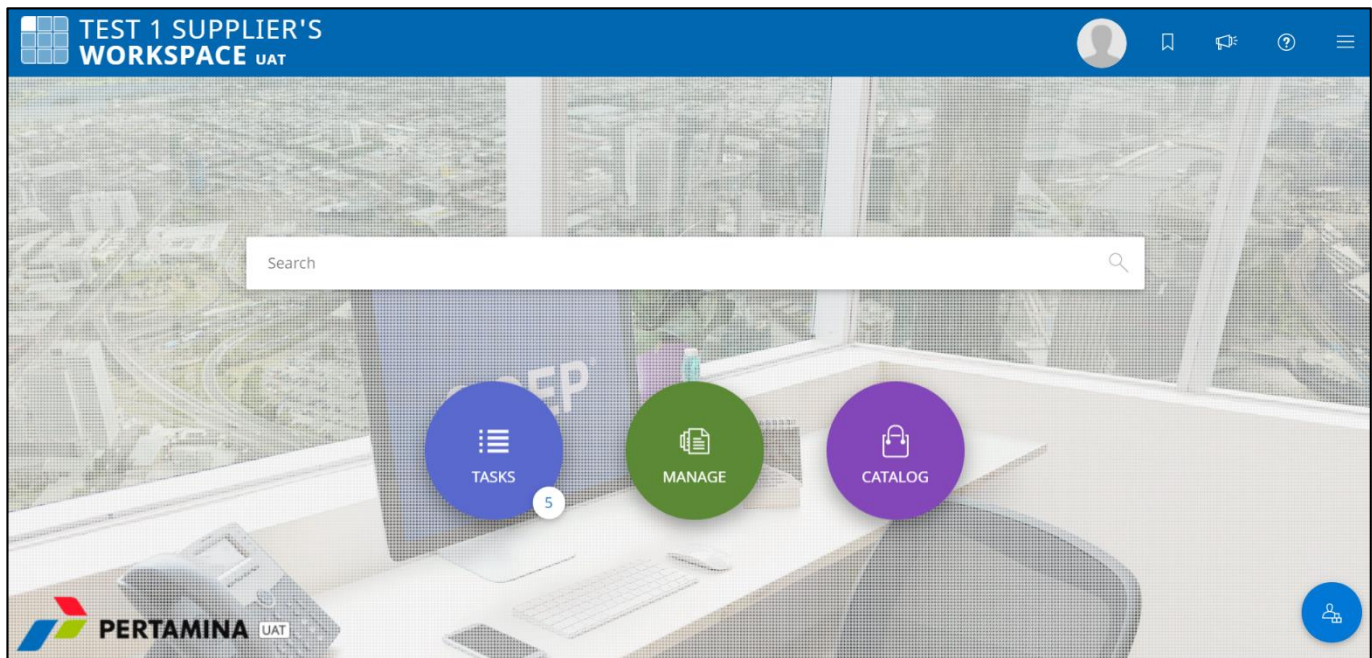 TEST 1 SUPPLIER'S
WORKSPACE UAT
Search
TASKS
5
MANAGE
CATALOG
PERTAMINA UAT